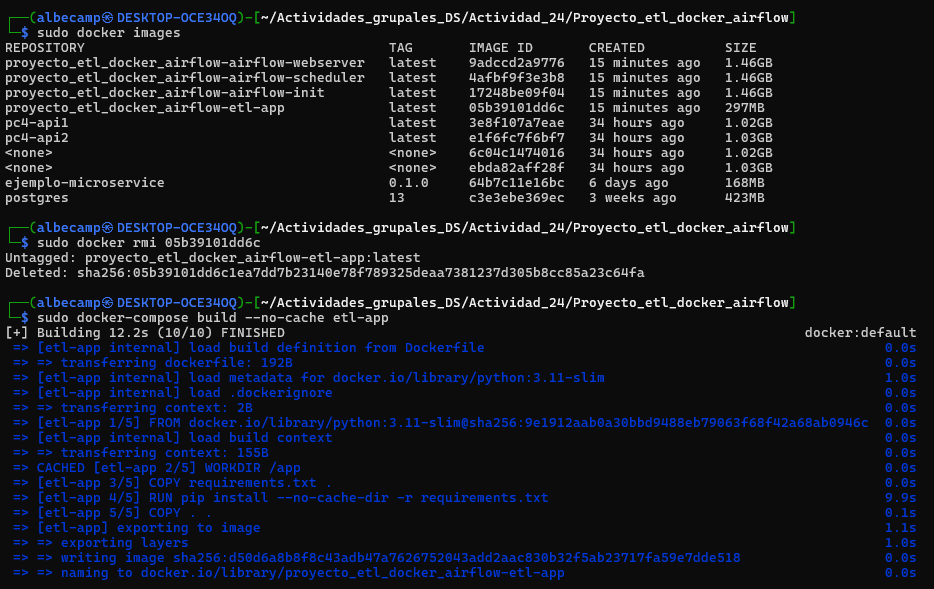 ┌──(albecamp㉿DESKTOP-OCE34OQ)-[~/Actividades_grupales_DS/Actividad_24/Proyecto_etl_docker_airflow]
└─$ sudo docker images
REPOSITORY TAG IMAGE ID CREATED SIZE
proyecto_etl_docker_airflow-airflow-webserver latest 9adccd2a9776 15 minutes ago 1.46GB
proyecto_etl_docker_airflow-airflow-scheduler latest 4afbf9f3e3b8 15 minutes ago 1.46GB
proyecto_etl_docker_airflow-airflow-init latest 17248be09f04 15 minutes ago 1.46GB
proyecto_etl_docker_airflow-etl-app latest 05b39101dd6c 15 minutes ago 297MB
pc4-api1 latest 3e8f107a7eae 34 hours ago 1.02GB
pc4-api2 latest e1f6fc7f6bf7 34 hours ago 1.03GB
<none> <none> 6c04c1474016 34 hours ago 1.02GB
<none> <none> ebda82aff28f 34 hours ago 1.03GB
ejemplo-microservice 0.1.0 64b7c11e16bc 6 days ago 168MB
postgres 13 c3e3ebe369ec 3 weeks ago 423MB
┌──(albecamp㉿DESKTOP-OCE34OQ)-[~/Actividades_grupales_DS/Actividad_24/Proyecto_etl_docker_airflow]
└─$ sudo docker rmi 05b39101dd6c
Untagged: proyecto_etl_docker_airflow-etl-app:latest
Deleted: sha256:05b39101dd6c1ea7dd7b23140e78f789325deaa7381237d305b8cc85a23c64fa
┌──(albecamp㉿DESKTOP-OCE34OQ)-[~/Actividades_grupales_DS/Actividad_24/Proyecto_etl_docker_airflow]
└─$ sudo docker-compose build --no-cache etl-app
[+] Building 12.2s (10/10) FINISHED docker:default
=> [etl-app internal] load build definition from Dockerfile 0.0s
=> => transferring dockerfile: 192B 0.0s
=> [etl-app internal] load metadata for docker.io/library/python:3.11-slim 1.0s
=> [etl-app internal] load .dockerignore 0.0s
=> => transferring context: 2B 0.0s
=> [etl-app 1/5] FROM docker.io/library/python:3.11-slim@sha256:9e1912aab0a30bbd9488eb79063f68f42a68ab0946c 0.0s
=> [etl-app internal] load build context 0.0s
=> => transferring context: 155B 0.0s
=> CACHED [etl-app 2/5] WORKDIR /app 0.0s
=> [etl-app 3/5] COPY requirements.txt . 0.0s
=> [etl-app 4/5] RUN pip install --no-cache-dir -r requirements.txt 9.9s
=> [etl-app 5/5] COPY . . 0.1s
=> [etl-app] exporting to image 1.1s
=> => exporting layers 1.0s
=> => writing image sha256:d50d6a8b8f8c43adb47a7626752043add2aac830b32f5ab23717fa59e7dde518 0.0s
=> => naming to docker.io/library/proyecto_etl_docker_airflow-etl-app 0.0s